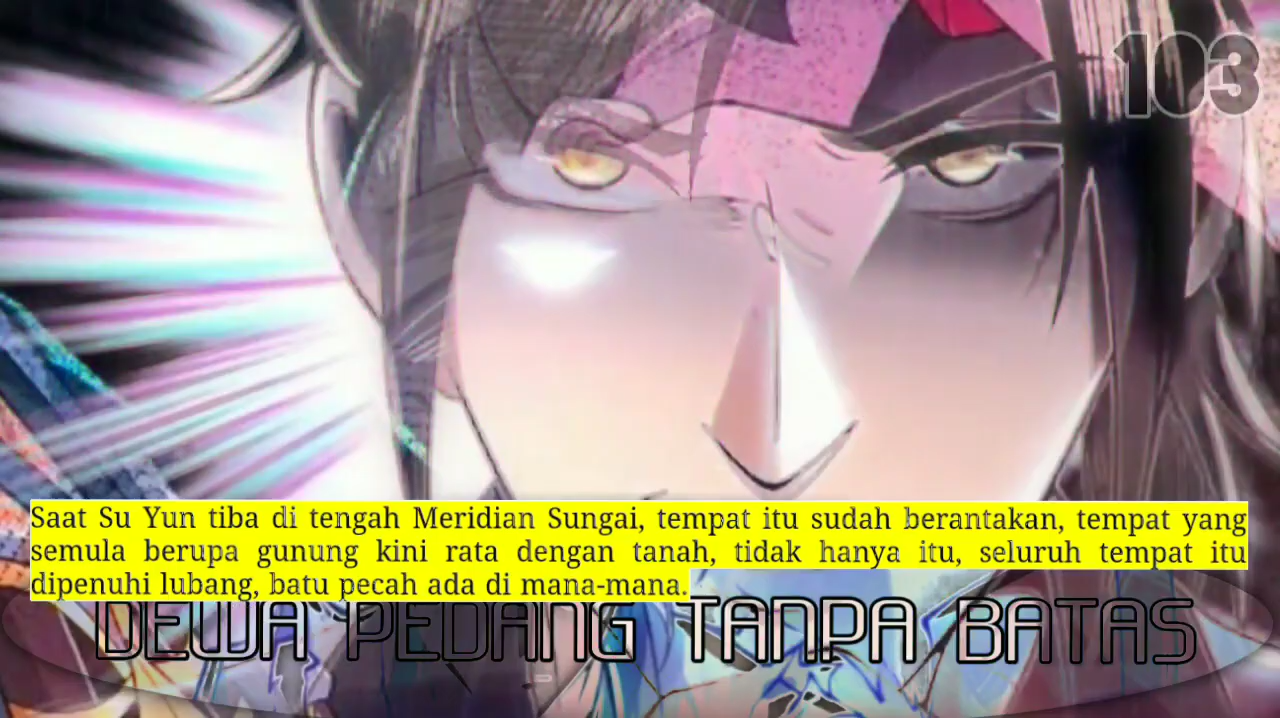 103
Saat Su Yun tiba di tengah Meridian Sungai, tempat itu sudah berantakan, tempat yang
semula berupa gunung kini rata dengan tanah, tidak hanya itu, seluruh tempat itu
dipenuhi lubang, batu pecah ada di mana-mana.
DEWA PEDANG TANPA BATAS